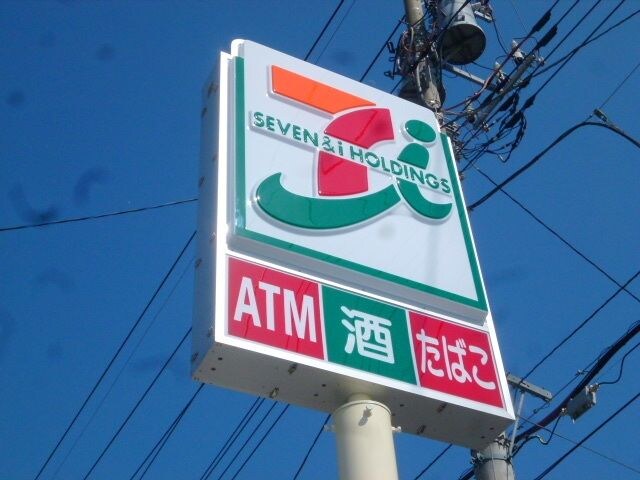 SEVEN & i HOLDINGS
ATM 酒 たばこ